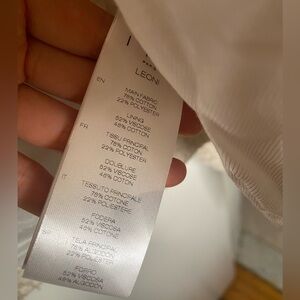 LEONI
EN
MAIN FABRIC
78% COTTON
22% POLYESTER
LINING
52% VISCOSE
48% COTTON
FR
TISSU PRINCIPAL
78% COTON
22% POLYESTER
DOUBLURE
52% VISCOSE
48% COTON
IT
TESSUTO PRINCIPALE
78% COTONE
22% POLIESTERE
FODERA
52% VISCOSA
48% COTONE
SP
TELA PRINCIPAL
78% ALGODÓN
22% POLIÉSTER
FORRO
52% VISCOSA
48% ALGODÓN